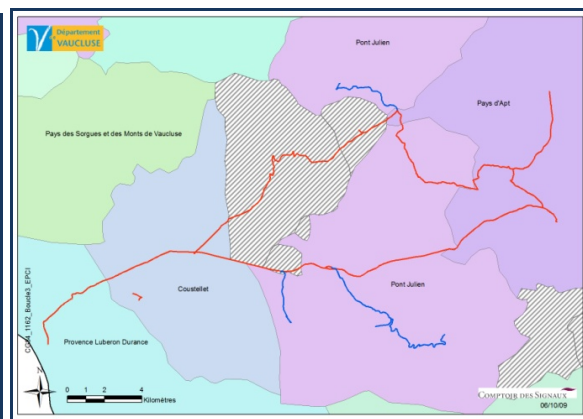 Département
VAUCLUSE
Pont Julien
Pays d'Apt
Pays des Sorgues et des Monts de Vaucluse
Coustellet
Pont Julien
Provence Luberon Durance
CG84_1162_Boucle3_EPCI
N
0 1 2 4
Kilomètres
COMPTOIR DES SIGNAUX
06/10/09